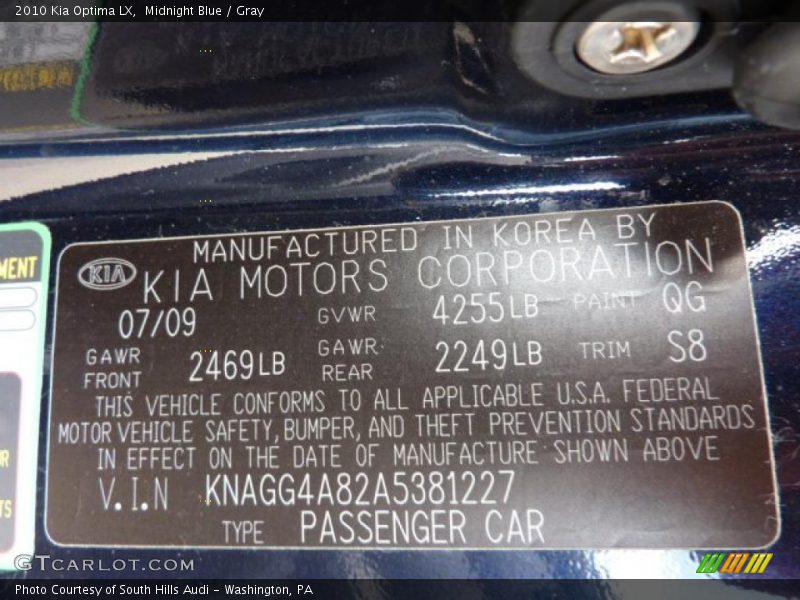 2010 Kia Optima LX,  Midnight Blue / Gray
MENT
R
TS
MANUFACTURED IN KOREA BY
KIA KIA MOTORS CORPORATION
07/09 GVWR 4255LB PAINT QG
GAWR FRONT 2469LB GAWR REAR 2249LB TRIM S8
THIS VEHICLE CONFORMS TO ALL APPLICABLE U.S.A. FEDERAL
MOTOR VEHICLE SAFETY, BUMPER, AND THEFT PREVENTION STANDARDS
IN EFFECT ON THE DATE OF MANUFACTURE SHOWN ABOVE
V.I.N KNAGG4A82A5381227
TYPE PASSENGER CAR
GTCARLOT.COM
Photo Courtesy of South Hills Audi - Washington, PA